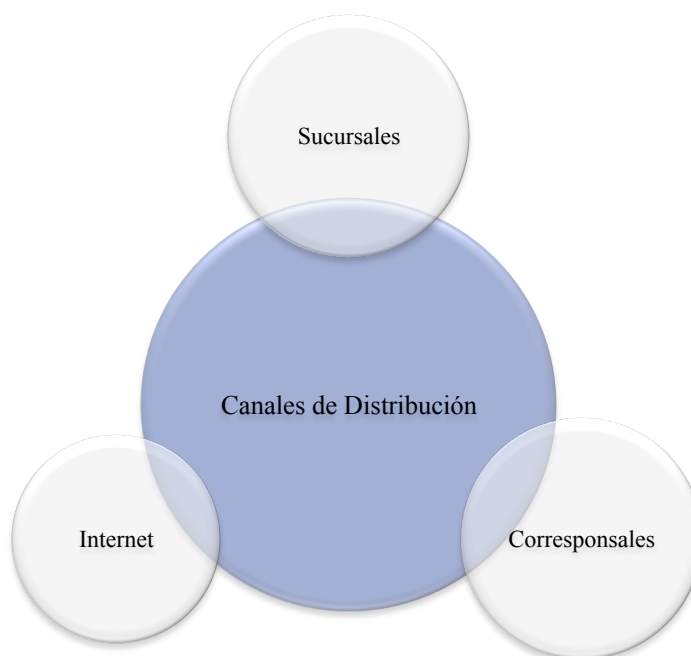 Sucursales
Canales de Distribución
Internet
Corresponsales